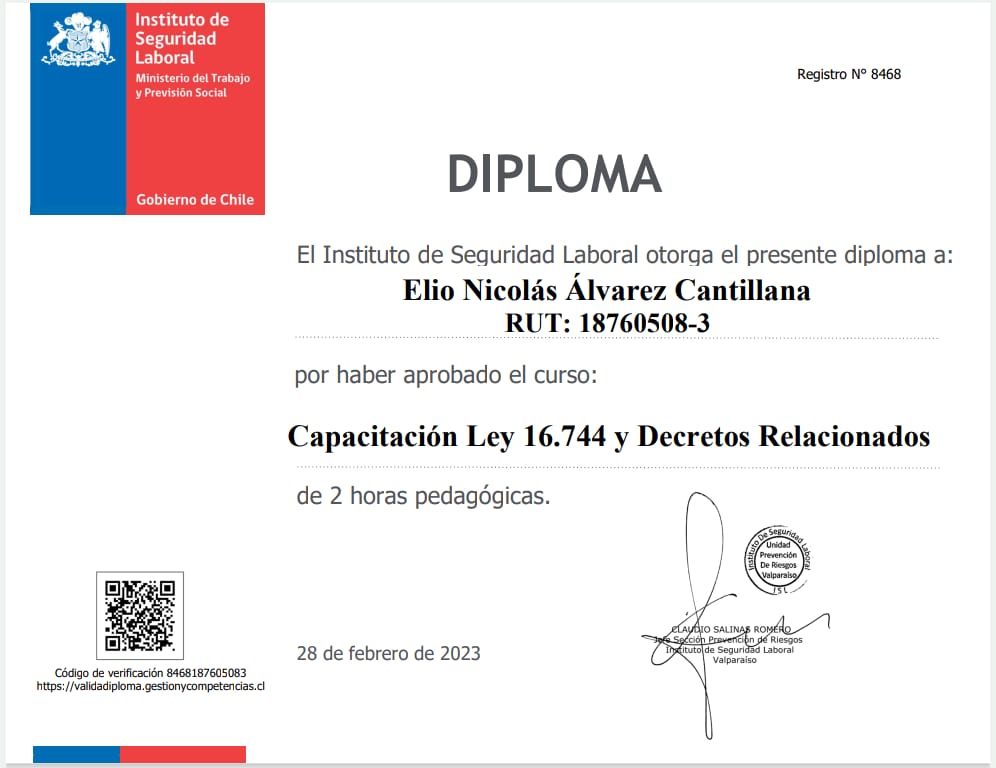 Instituto de
Seguridad
Laboral
Ministerio del Trabajo
y Previsión Social
Gobierno de Chile
Registro N° 8468
DIPLOMA
El Instituto de Seguridad Laboral otorga el presente diploma a:
Elio Nicolás Álvarez Cantillana
RUT: 18760508-3
por haber aprobado el curso:
Capacitación Ley 16.744 y Decretos Relacionados
de 2 horas pedagógicas.
Instituto De Seguridad Laboral
Unidad
Prevención
De Riesgos
Valparaíso
ISL
CLAUDIO SALINAS ROMERO
Jefe Sección Prevención de Riesgos
Instituto de Seguridad Laboral
Valparaíso
28 de febrero de 2023
Código de verificación 8468187605083
https://validadiploma.gestionycompetencias.cl